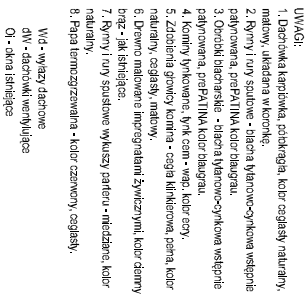 UWAGI:
1. Dachówka karpiówka, półokrągła, kolor ceglasty naturalny,
matowy, układana w koronkę.
2. Rynny i rury sputowe - blacha tytanowo-cynkowa wstępnie
patynowana, prePATINA kolor blaugrau.
3. Obróbki blacharskie - blacha tytanowo-cynkowa wstępnie
patynowana, prePATINA kolor blaugrau.
4. Kominy tynkowane, tynk cem - wap, kolor ecry.
5. Zdobienia głowicy komina - cegła klinkierowa, pełna, kolor
naturalny, ceglasty, matowy.
6. Drewno malowane impregnatami żywicznymi, kolor ciemny
brąz - jak istniejące.
7. Rynny i rury spustowe wykuszy parteru - miedziane, kolor
naturalny.
8. Papa termozgrzewalna - kolor czerwony, ceglasty.
Wd - wyłazy dachowe
dW - dachówki wentylujące
Oj - okna istniejące